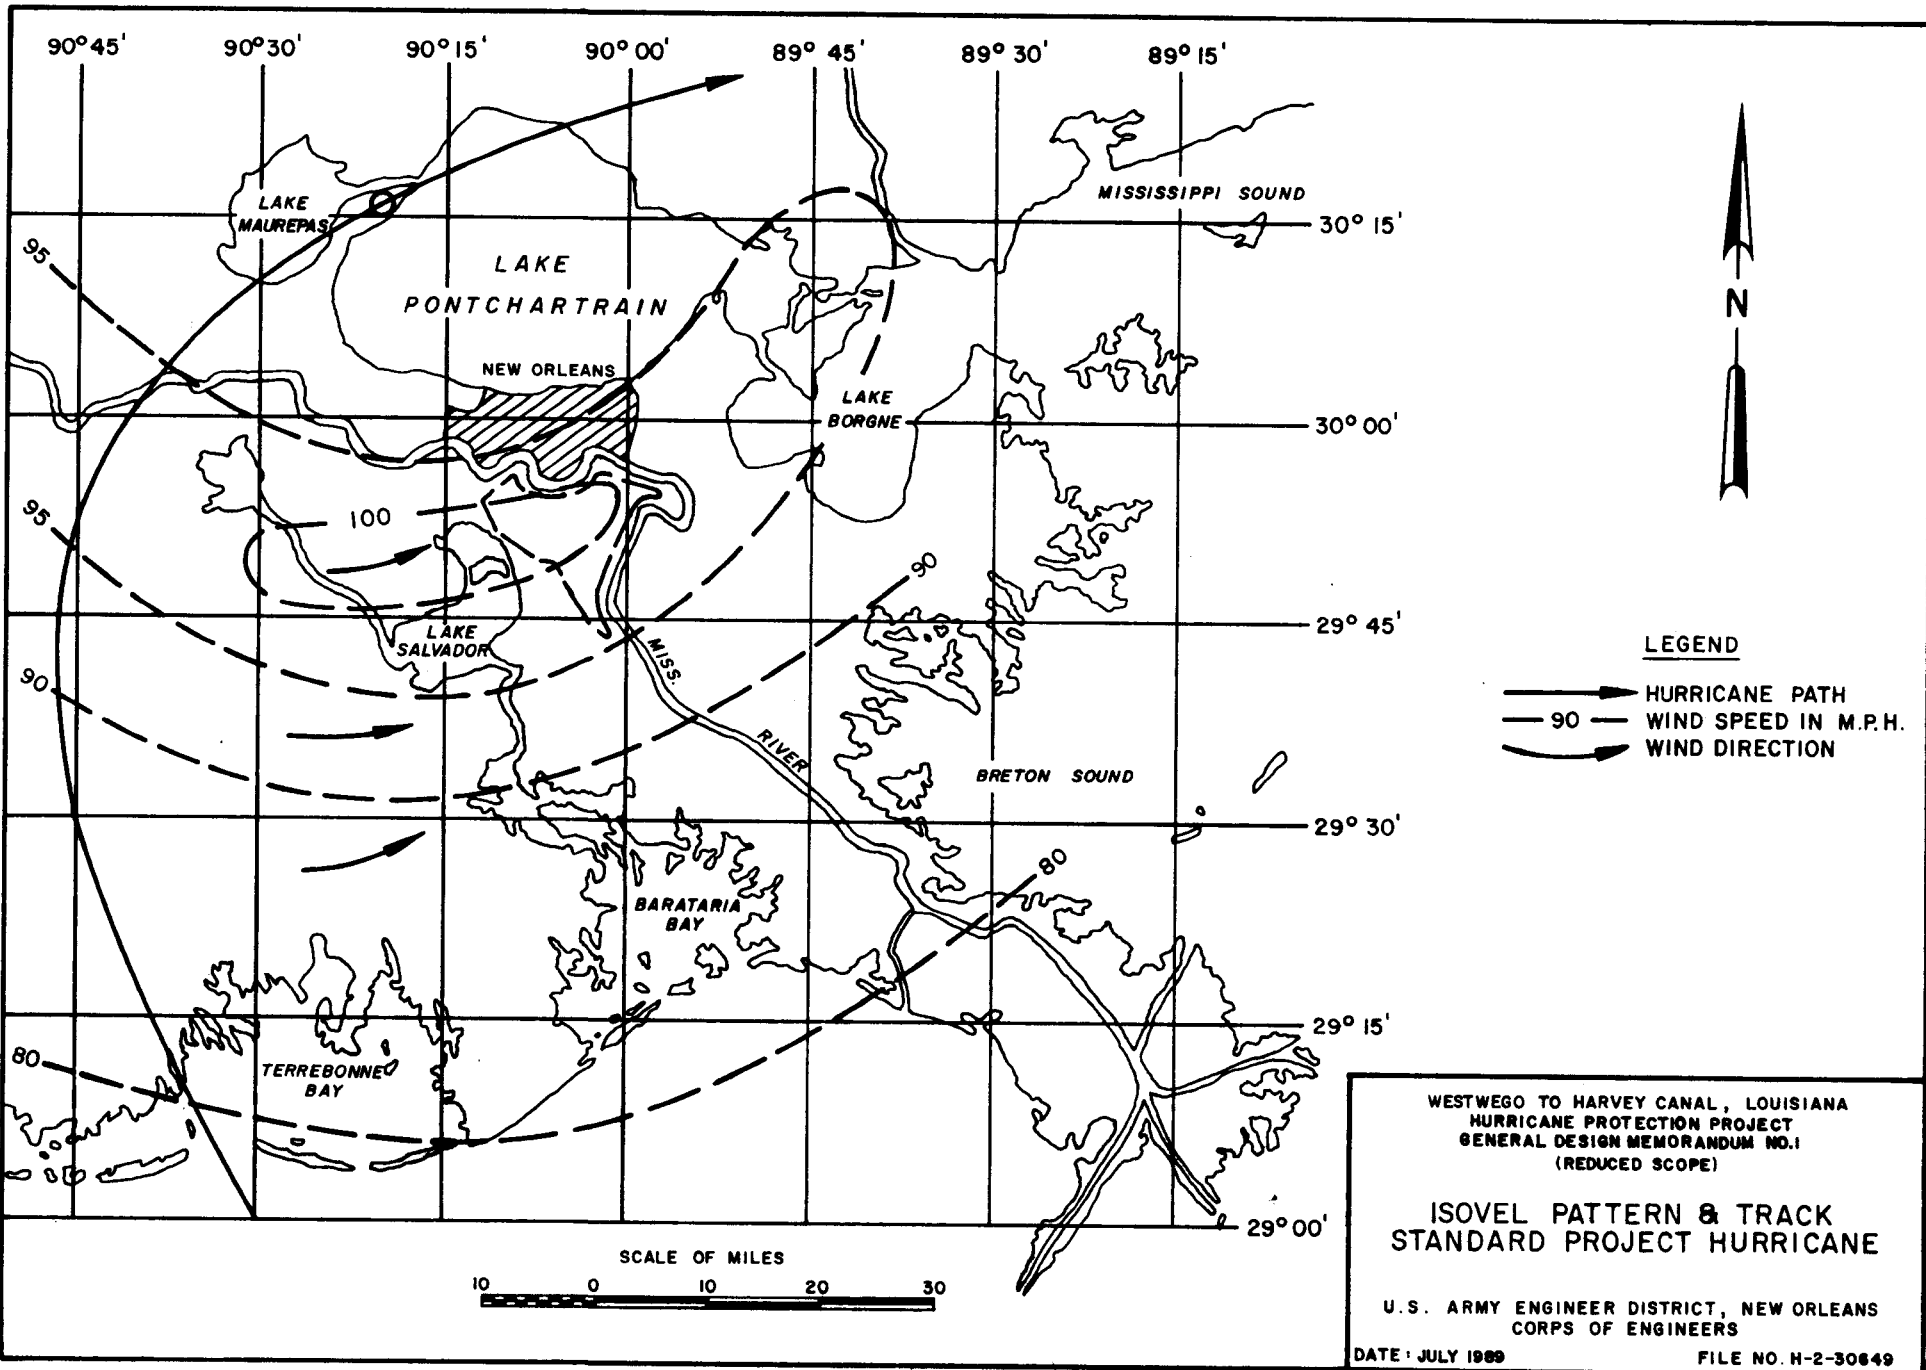 90°45' 90°30' 90°15' 90°00' 89°45' 89°30' 89°15'
LAKE
MAUREPAS
MISSISSIPPI SOUND
30° 15'
95
LAKE
PONTCHARTRAIN
N
NEW ORLEANS
LAKE
BORGNE
30° 00'
95
100
90
29° 45'
LAKE
SALVADOR
MISS.
RIVER
90
LEGEND
HURRICANE PATH
90 WIND SPEED IN M.P.H.
WIND DIRECTION
BRETON SOUND
29° 30'
80
BARATARIA
BAY
29° 15'
80
TERREBONNE
BAY
29° 00'
SCALE OF MILES
10 0 10 20 30
WESTWEGO TO HARVEY CANAL, LOUISIANA
HURRICANE PROTECTION PROJECT
GENERAL DESIGN MEMORANDUM NO.1
(REDUCED SCOPE)
ISOVEL PATTERN & TRACK
STANDARD PROJECT HURRICANE
U.S. ARMY ENGINEER DISTRICT, NEW ORLEANS
CORPS OF ENGINEERS
DATE: JULY 1989 FILE NO. H-2-30649